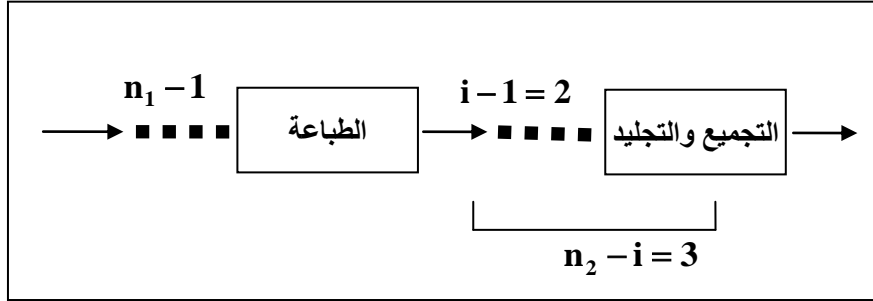 n₁ − 1
i − 1 = 2
الطباعة
التجميع والتجليد
n₂ − i = 3